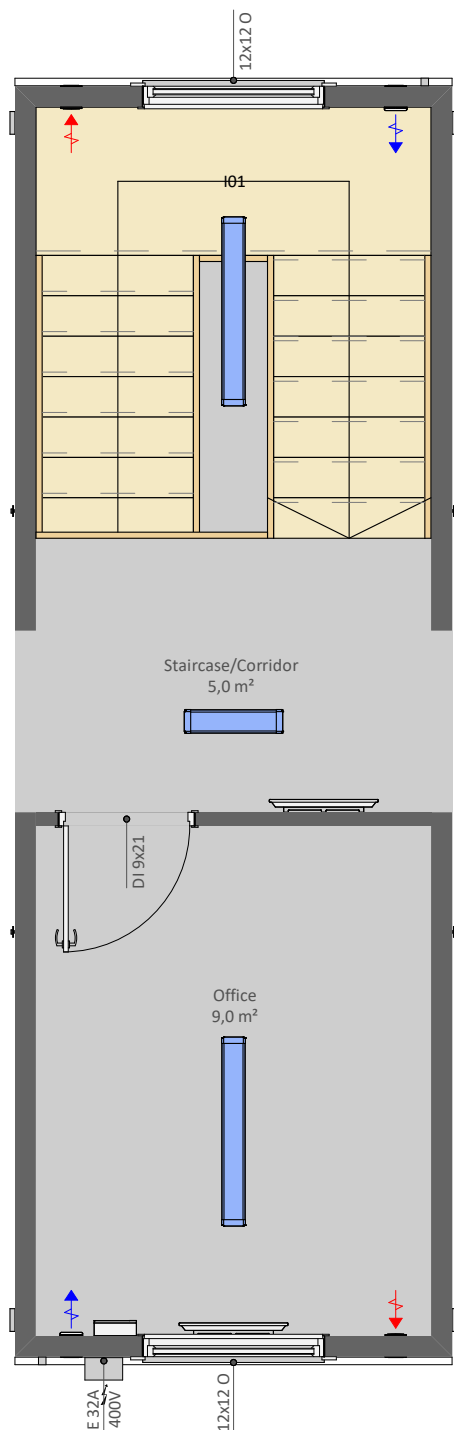 12x12 O
I01
Staircase/Corridor
5,0 m²
DI 9x21
Office
9,0 m²
E 32A
400V
12x12 O